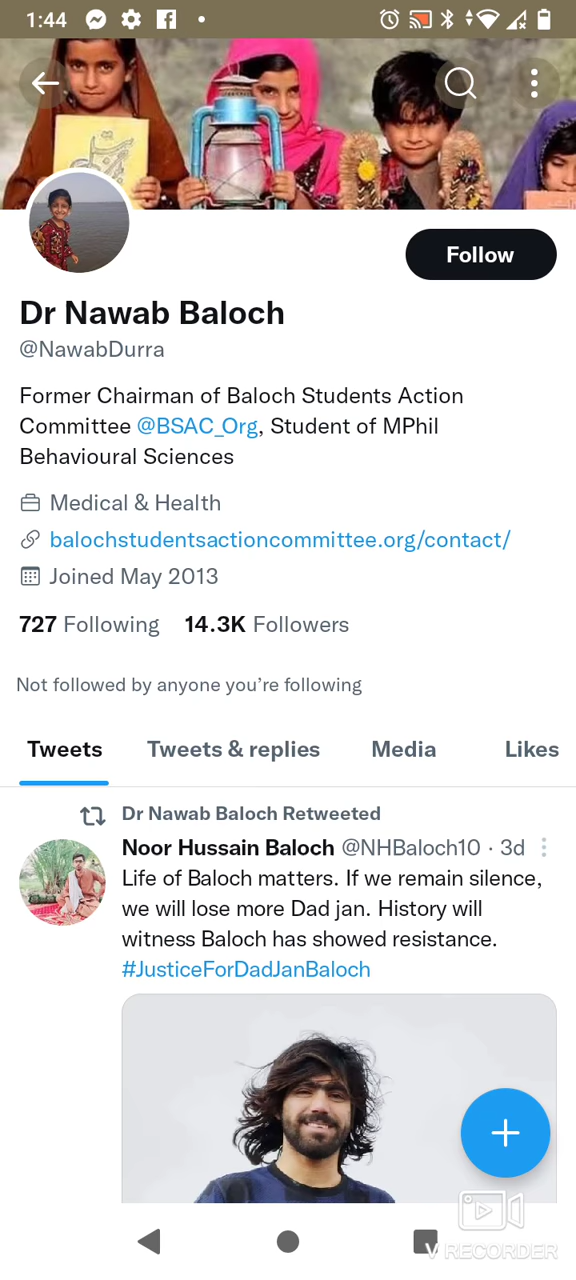 1:44
Follow
Dr Nawab Baloch
@NawabDurra
Former Chairman of Baloch Students Action
Committee @BSAC_Org, Student of MPhil
Behavioural Sciences
Medical & Health
balochstudentsactioncommittee.org/contact/
Joined May 2013
727 Following 14.3K Followers
Not followed by anyone you're following
Tweets Tweets & replies Media Likes
Dr Nawab Baloch Retweeted
Noor Hussain Baloch @NHBaloch10 · 3d
Life of Baloch matters. If we remain silence,
we will lose more Dad jan. History will
witness Baloch has showed resistance.
#JusticeForDadJanBaloch
V RECORDER